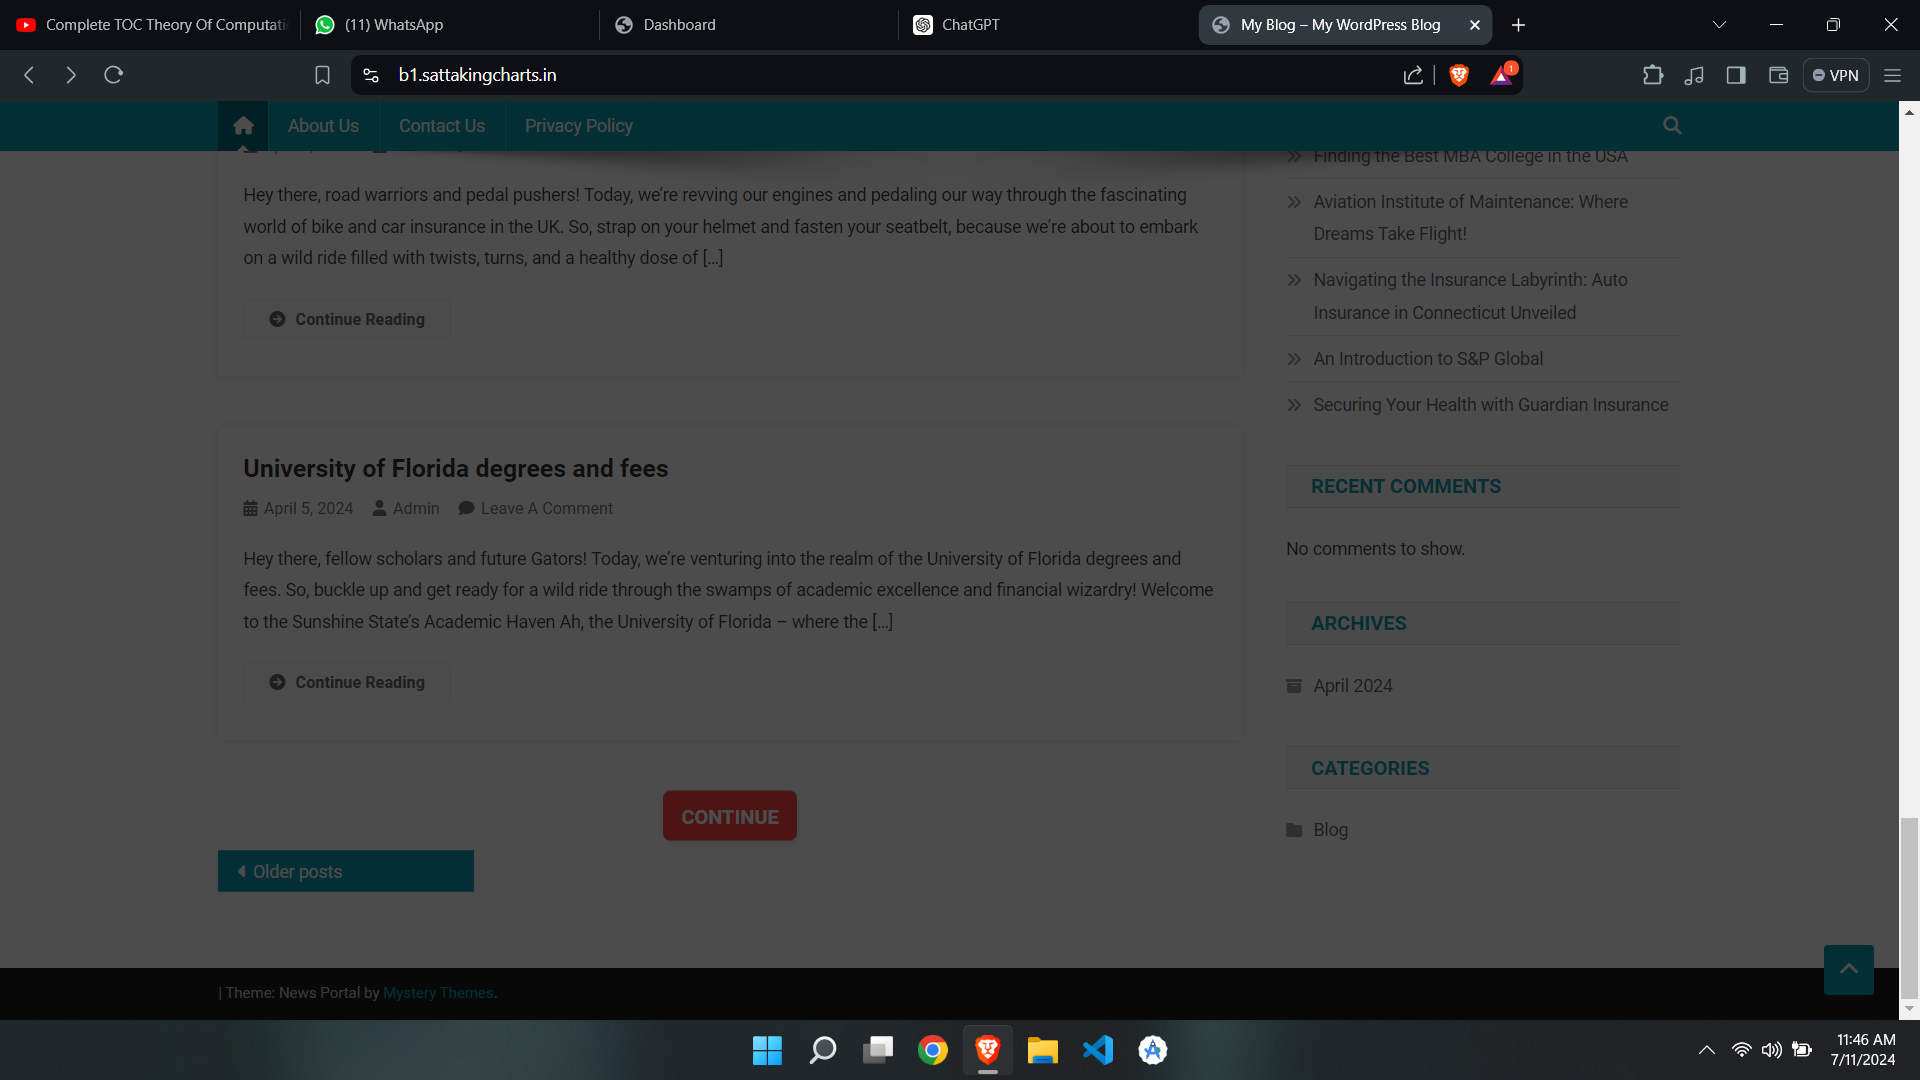 Complete TOC Theory Of Computati
(11) WhatsApp
Dashboard
ChatGPT
My Blog – My WordPress Blog
b1.sattakingcharts.in
1
VPN
About Us
Contact Us
Privacy Policy
Hey there, road warriors and pedal pushers! Today, we’re revving our engines and pedaling our way through the fascinating
world of bike and car insurance in the UK. So, strap on your helmet and fasten your seatbelt, because we’re about to embark
on a wild ride filled with twists, turns, and a healthy dose of […]
Continue Reading
University of Florida degrees and fees
April 5, 2024 Admin Leave A Comment
Hey there, fellow scholars and future Gators! Today, we’re venturing into the realm of the University of Florida degrees and
fees. So, buckle up and get ready for a wild ride through the swamps of academic excellence and financial wizardry! Welcome
to the Sunshine State’s Academic Haven Ah, the University of Florida – where the […]
Continue Reading
CONTINUE
Older posts
Finding the Best MBA College in the USA
Aviation Institute of Maintenance: Where
Dreams Take Flight!
Navigating the Insurance Labyrinth: Auto
Insurance in Connecticut Unveiled
An Introduction to S&P Global
Securing Your Health with Guardian Insurance
RECENT COMMENTS
No comments to show.
ARCHIVES
April 2024
CATEGORIES
Blog
| Theme: News Portal by Mystery Themes.
11:46 AM
7/11/2024